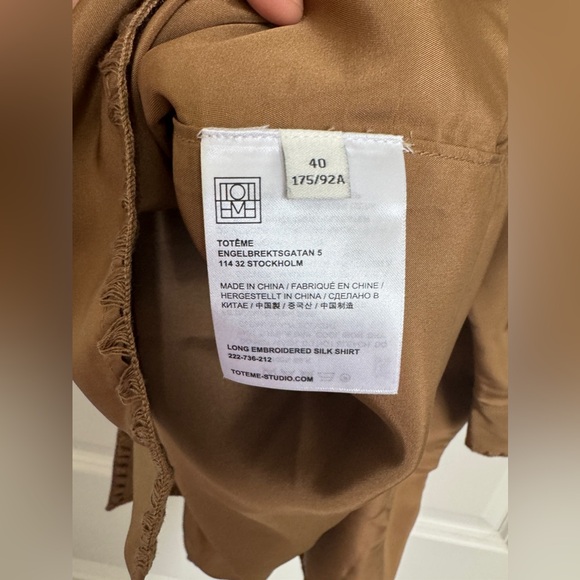 40
175/92A
TOTEME
TOTÊME
ENGELBREKTSGATAN 5
114 32 STOCKHOLM
MADE IN CHINA / FABRIQUÉ EN CHINE /
HERGESTELLT IN CHINA / СДЕЛАНО В
КИТАЕ / 中国製 / 중국산 / 中国制造
LONG EMBROIDERED SILK SHIRT
222-736-212
TOTEME-STUDIO.COM